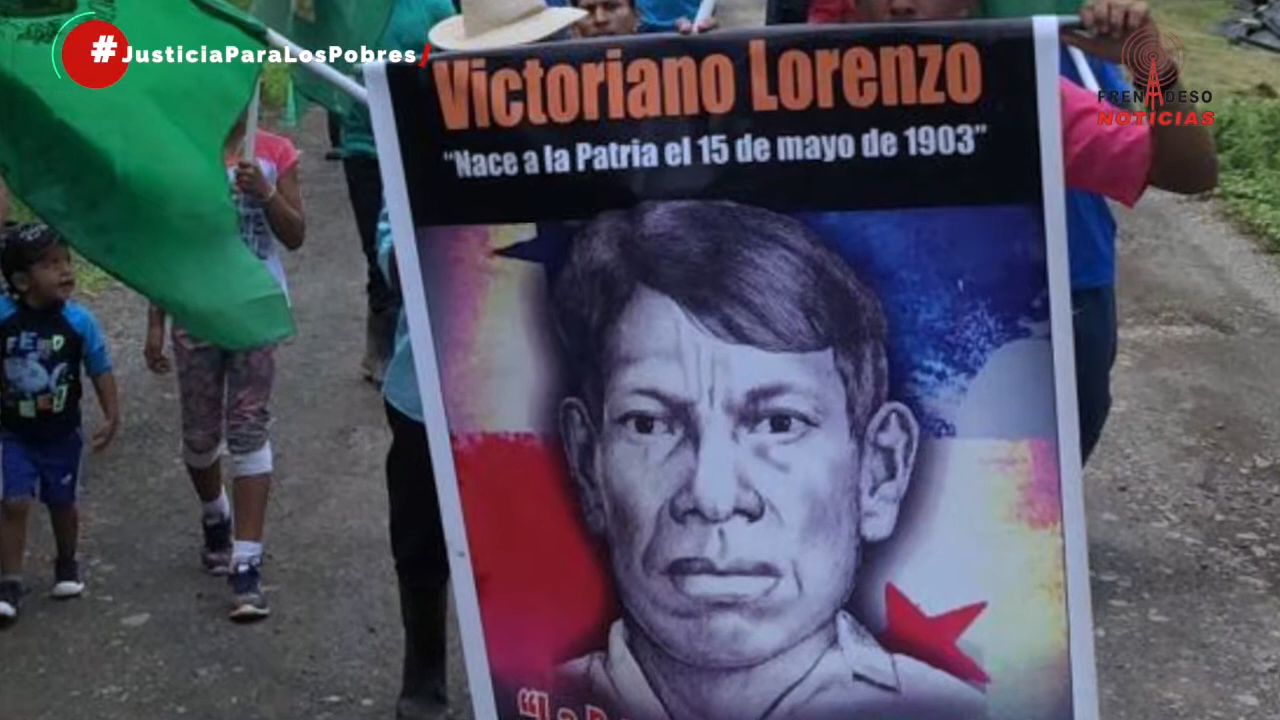 #JusticiaParaLosPobres/
Victoriano Lorenzo
"Nace a la Patria el 15 de mayo de 1903"
FRENADESO
NOTICIAS